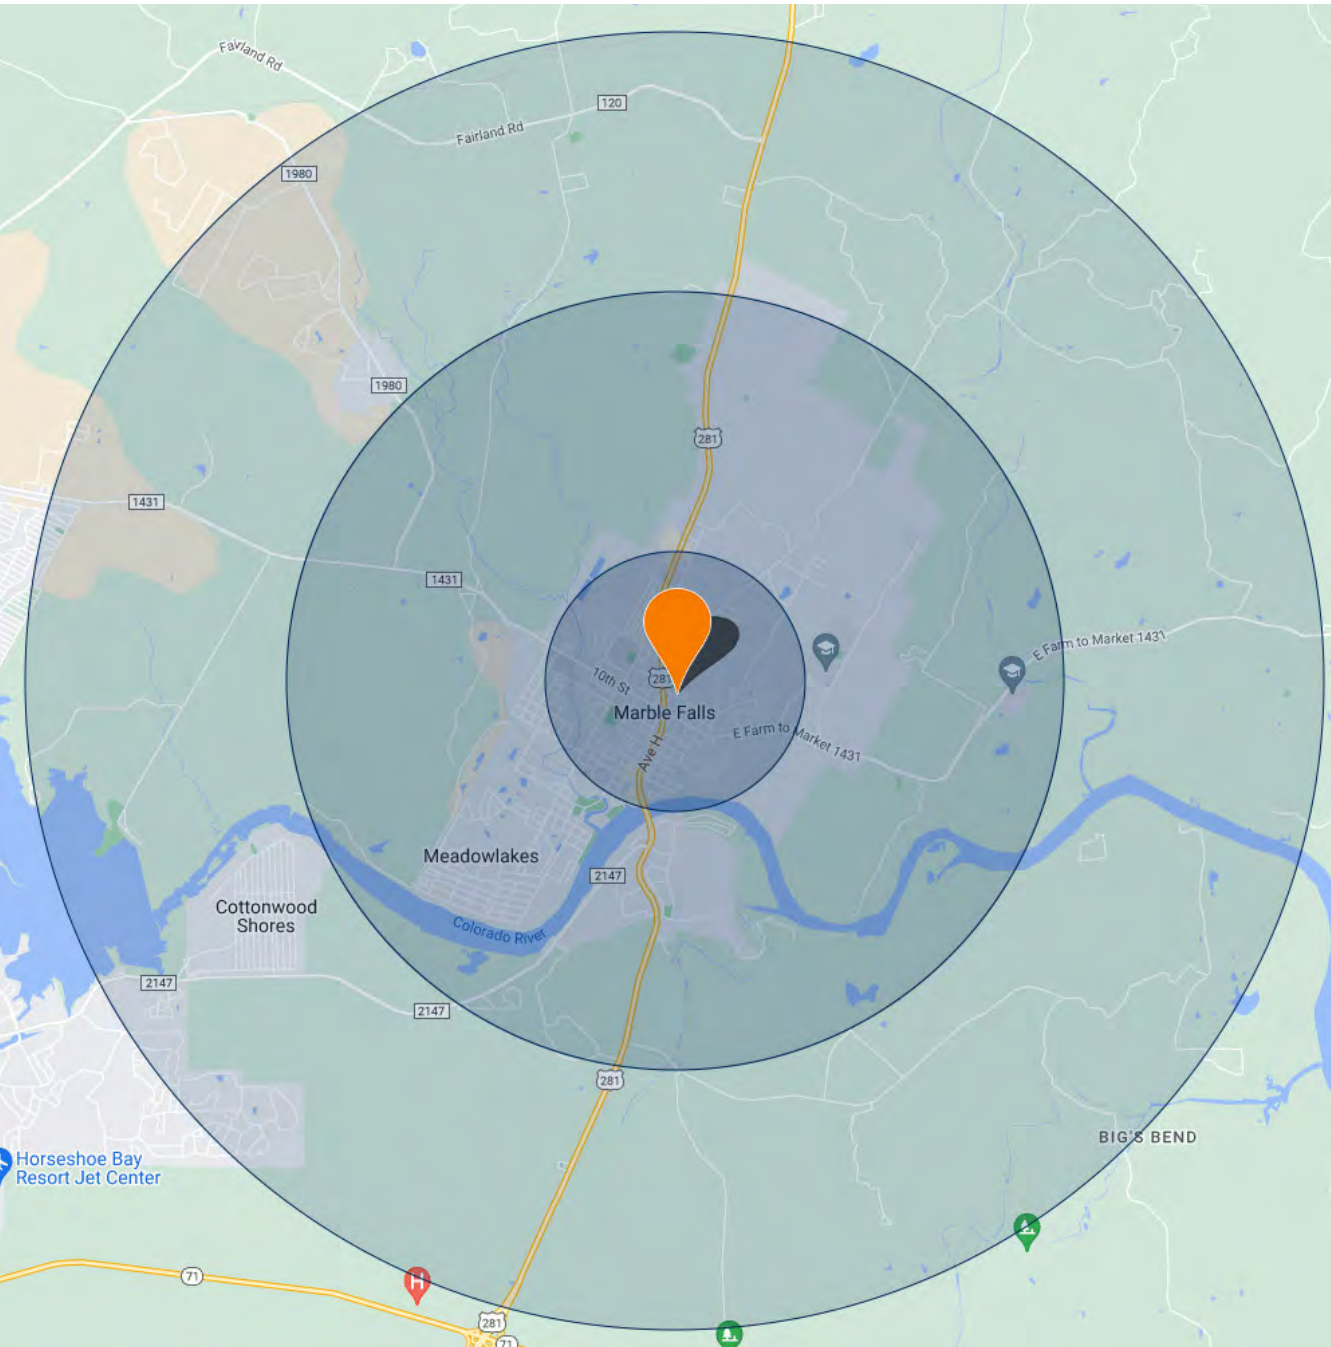 Fairland Rd
120
Fairland Rd
1980
1980
281
1431
1431
E Farm to Market 1431
10th St
281
Marble Falls
E Farm to Market 1431
Ave H
Meadowlakes
2147
Cottonwood
Shores
Colorado River
2147
2147
281
BIG'S BEND
Horseshoe Bay
Resort Jet Center
71
H
281
71